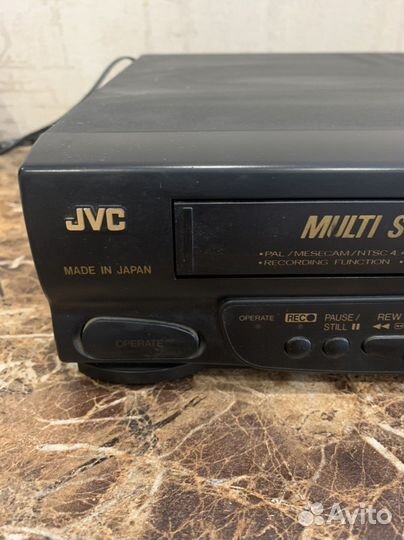 JVC
MULTI S
• PAL / MESECAM / NTSC 4
• RECORDING FUNCTION •
MADE IN JAPAN
OPERATE REC PAUSE / REW
STILL
OPERATE
Avito